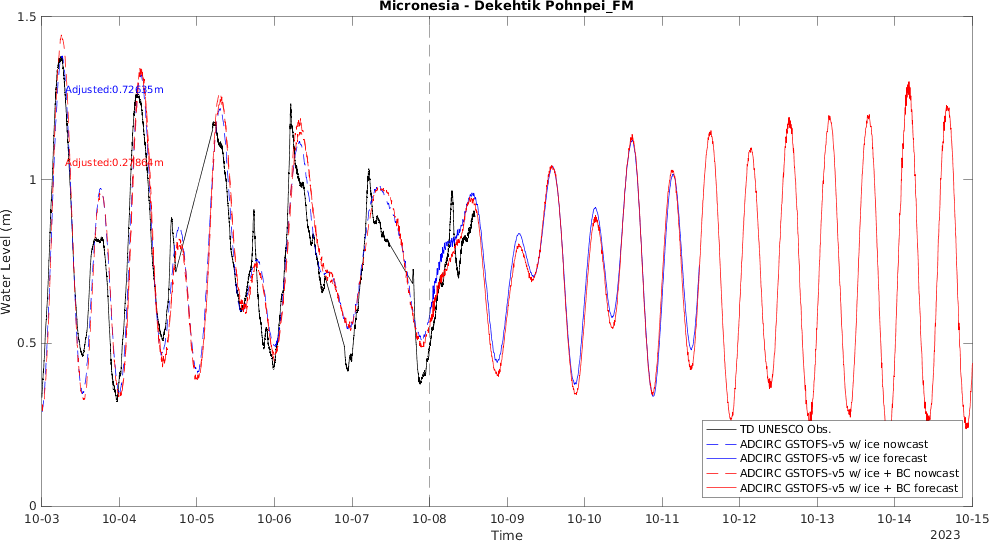 Micronesia - Dekehtik Pohnpei_FM
1.5
1
0.5
0
Water Level (m)
Adjusted:0.72635m
Adjusted:0.27864m
TD UNESCO Obs.
ADCIRC GSTOFS-v5 w/ ice nowcast
ADCIRC GSTOFS-v5 w/ ice forecast
ADCIRC GSTOFS-v5 w/ ice + BC nowcast
ADCIRC GSTOFS-v5 w/ ice + BC forecast
10-03 10-04 10-05 10-06 10-07 10-08 10-09 10-10 10-11 10-12 10-13 10-14 10-15
Time
2023